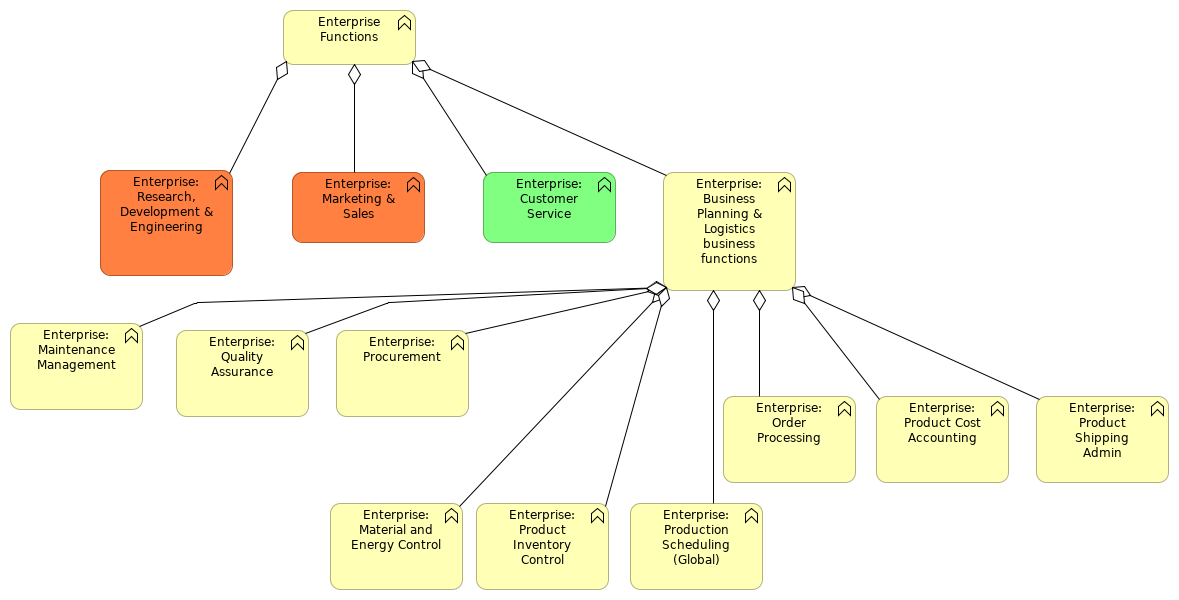 Enterprise
Functions
Enterprise:
Research,
Development &
Engineering
Enterprise:
Marketing &
Sales
Enterprise:
Customer
Service
Enterprise:
Business
Planning &
Logistics
business
functions
Enterprise:
Maintenance
Management
Enterprise:
Quality
Assurance
Enterprise:
Procurement
Enterprise:
Order
Processing
Enterprise:
Product Cost
Accounting
Enterprise:
Product
Shipping
Admin
Enterprise:
Material and
Energy Control
Enterprise:
Product
Inventory
Control
Enterprise:
Production
Scheduling
(Global)